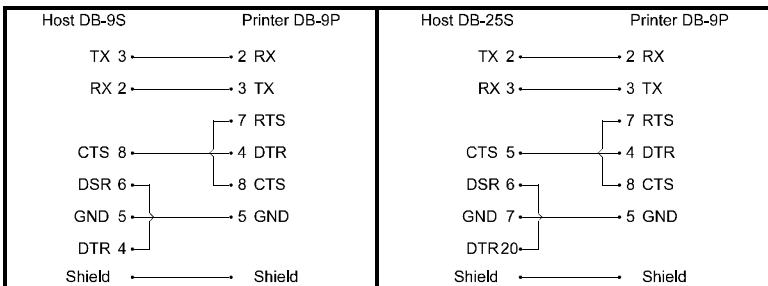 Host DB-9S Printer DB-9P
TX 3 2 RX
RX 2 3 TX
7 RTS
CTS 8 4 DTR
DSR 6 8 CTS
GND 5 5 GND
DTR 4
Shield Shield
Host DB-25S Printer DB-9P
TX 2 2 RX
RX 3 3 TX
7 RTS
CTS 5 4 DTR
DSR 6 8 CTS
GND 7 5 GND
DTR20
Shield Shield